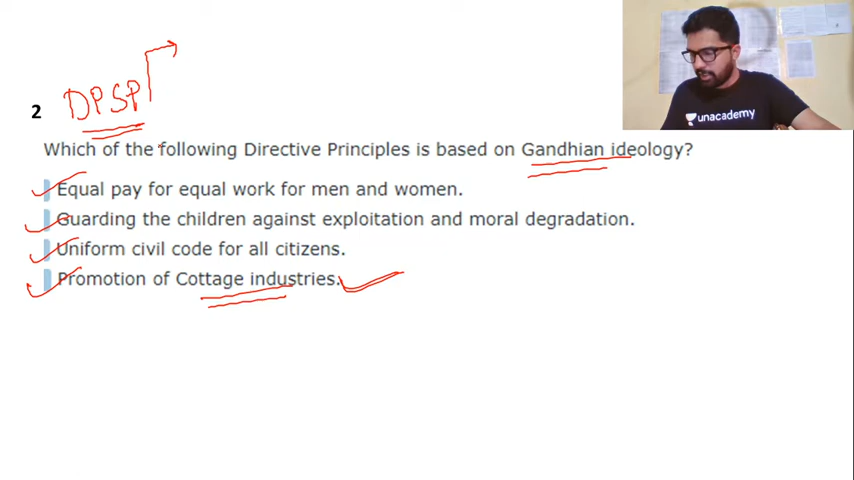 unacademy
2 DPSP
Which of the following Directive Principles is based on Gandhian ideology?
Equal pay for equal work for men and women.
Guarding the children against exploitation and moral degradation.
Uniform civil code for all citizens.
Promotion of Cottage industries.